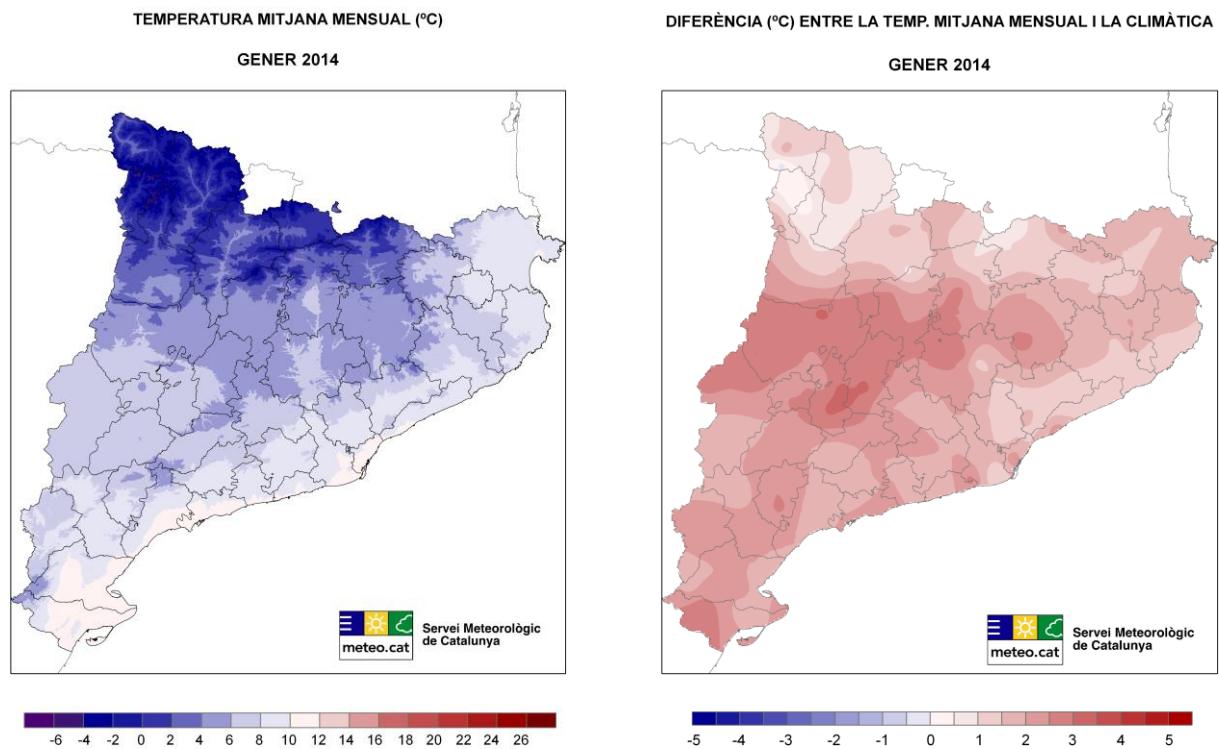 TEMPERATURA MITJANA MENSUAL (ºC)
GENER 2014
meteo.cat
Servei Meteorològic
de Catalunya
-6 -4 -2 0 2 4 6 8 10 12 14 16 18 20 22 24 26
DIFERÈNCIA (ºC) ENTRE LA TEMP. MITJANA MENSUAL I LA CLIMÀTICA
GENER 2014
meteo.cat
Servei Meteorològic
de Catalunya
-5 -4 -3 -2 -1 0 1 2 3 4 5